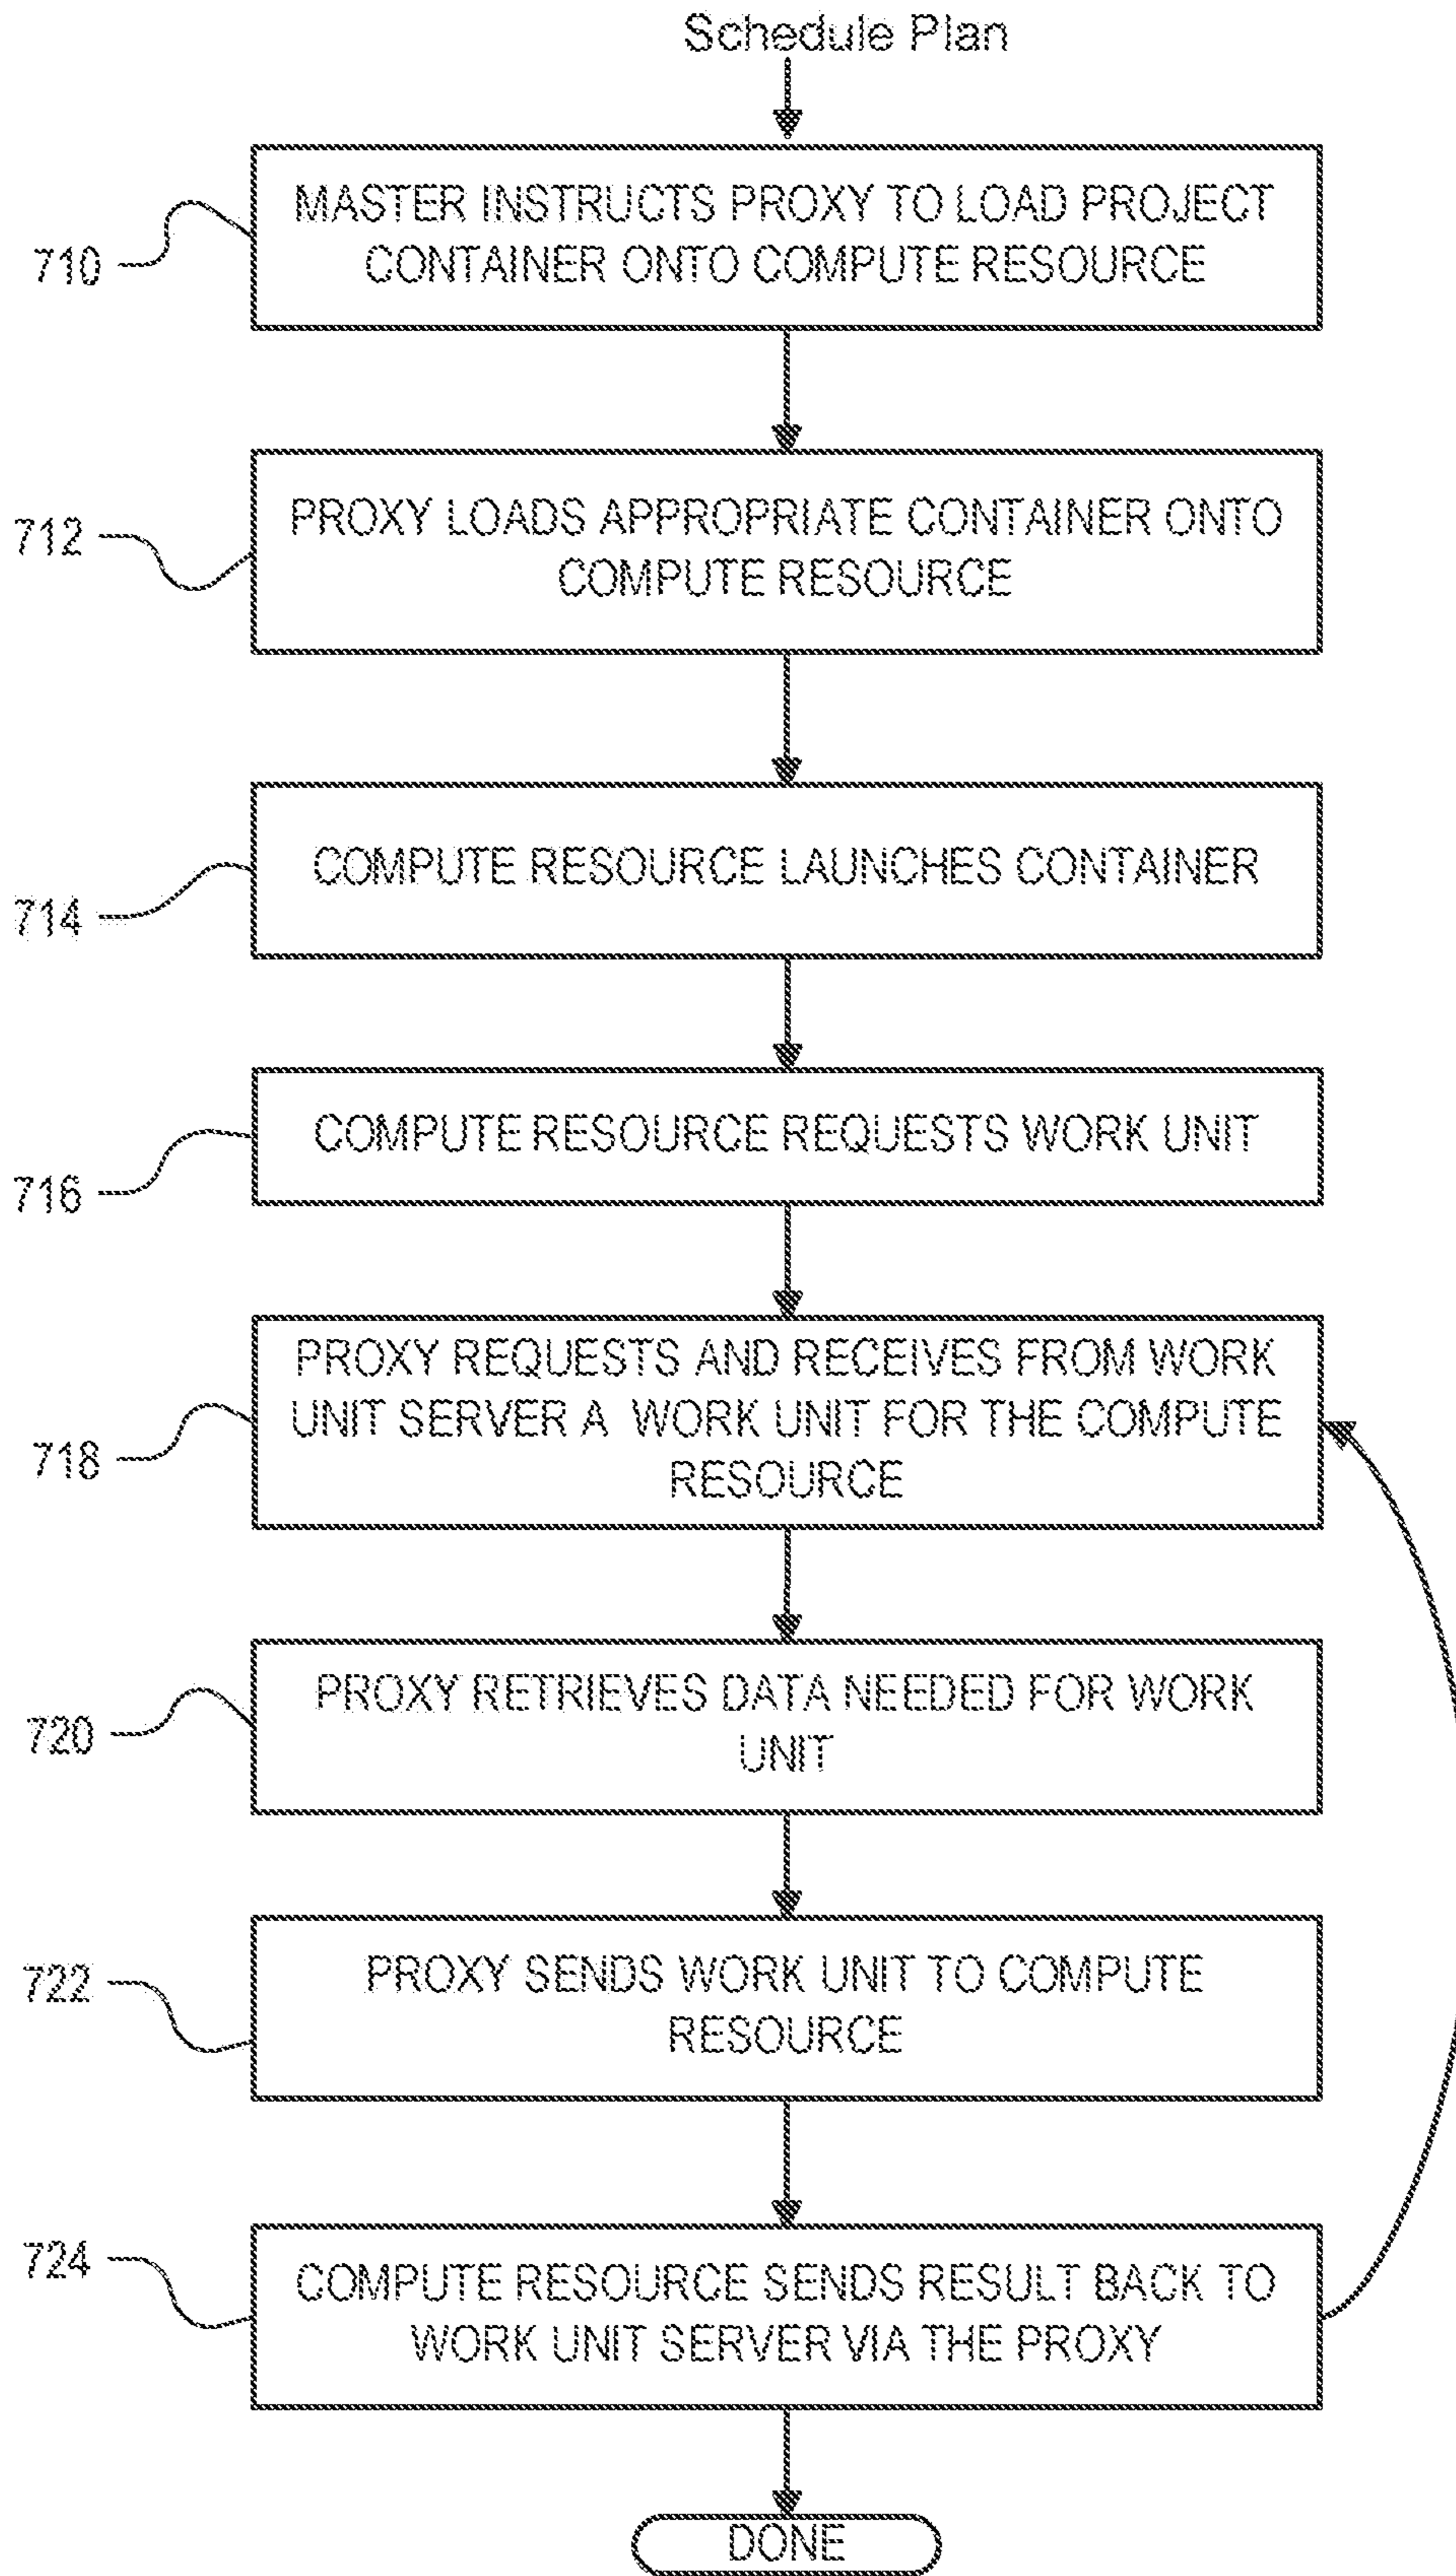 Schedule Plan
MASTER INSTRUCTS PROXY TO LOAD PROJECT
CONTAINER ONTO COMPUTE RESOURCE
710
PROXY LOADS APPROPRIATE CONTAINER ONTO
COMPUTE RESOURCE
712
COMPUTE RESOURCE LAUNCHES CONTAINER
714
COMPUTE RESOURCE REQUESTS WORK UNIT
716
PROXY REQUESTS AND RECEIVES FROM WORK
UNIT SERVER A WORK UNIT FOR THE COMPUTE
RESOURCE
718
PROXY RETRIEVES DATA NEEDED FOR WORK
UNIT
720
PROXY SENDS WORK UNIT TO COMPUTE
RESOURCE
722
COMPUTE RESOURCE SENDS RESULT BACK TO
WORK UNIT SERVER VIA THE PROXY
724
DONE